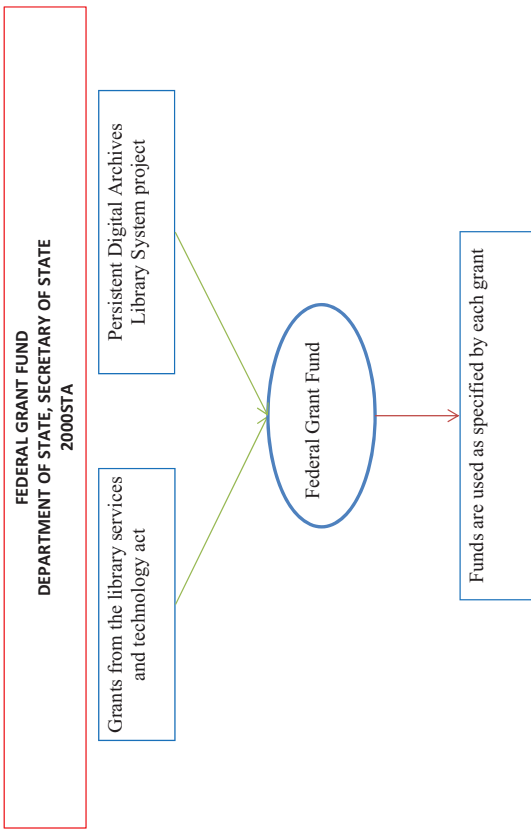 FEDERAL GRANT FUND
DEPARTMENT OF STATE, SECRETARY OF STATE
2000STA
Grants from the library services
and technology act
Persistent Digital Archives
Library System project
Federal Grant Fund
Funds are used as specified by each grant